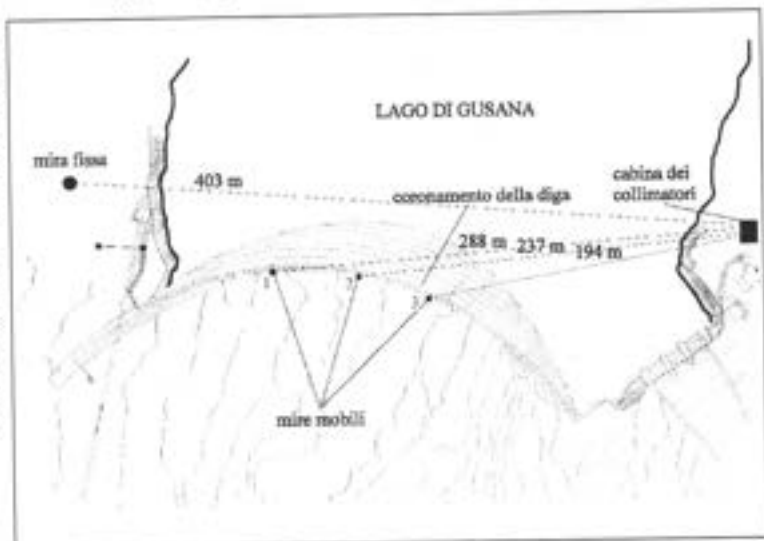 LAGO DI GUSANA
mira fissa
403 m
cabina dei
collimatori
coronamento della diga
288 m
237 m
194 m
1
2
3
mire mobili